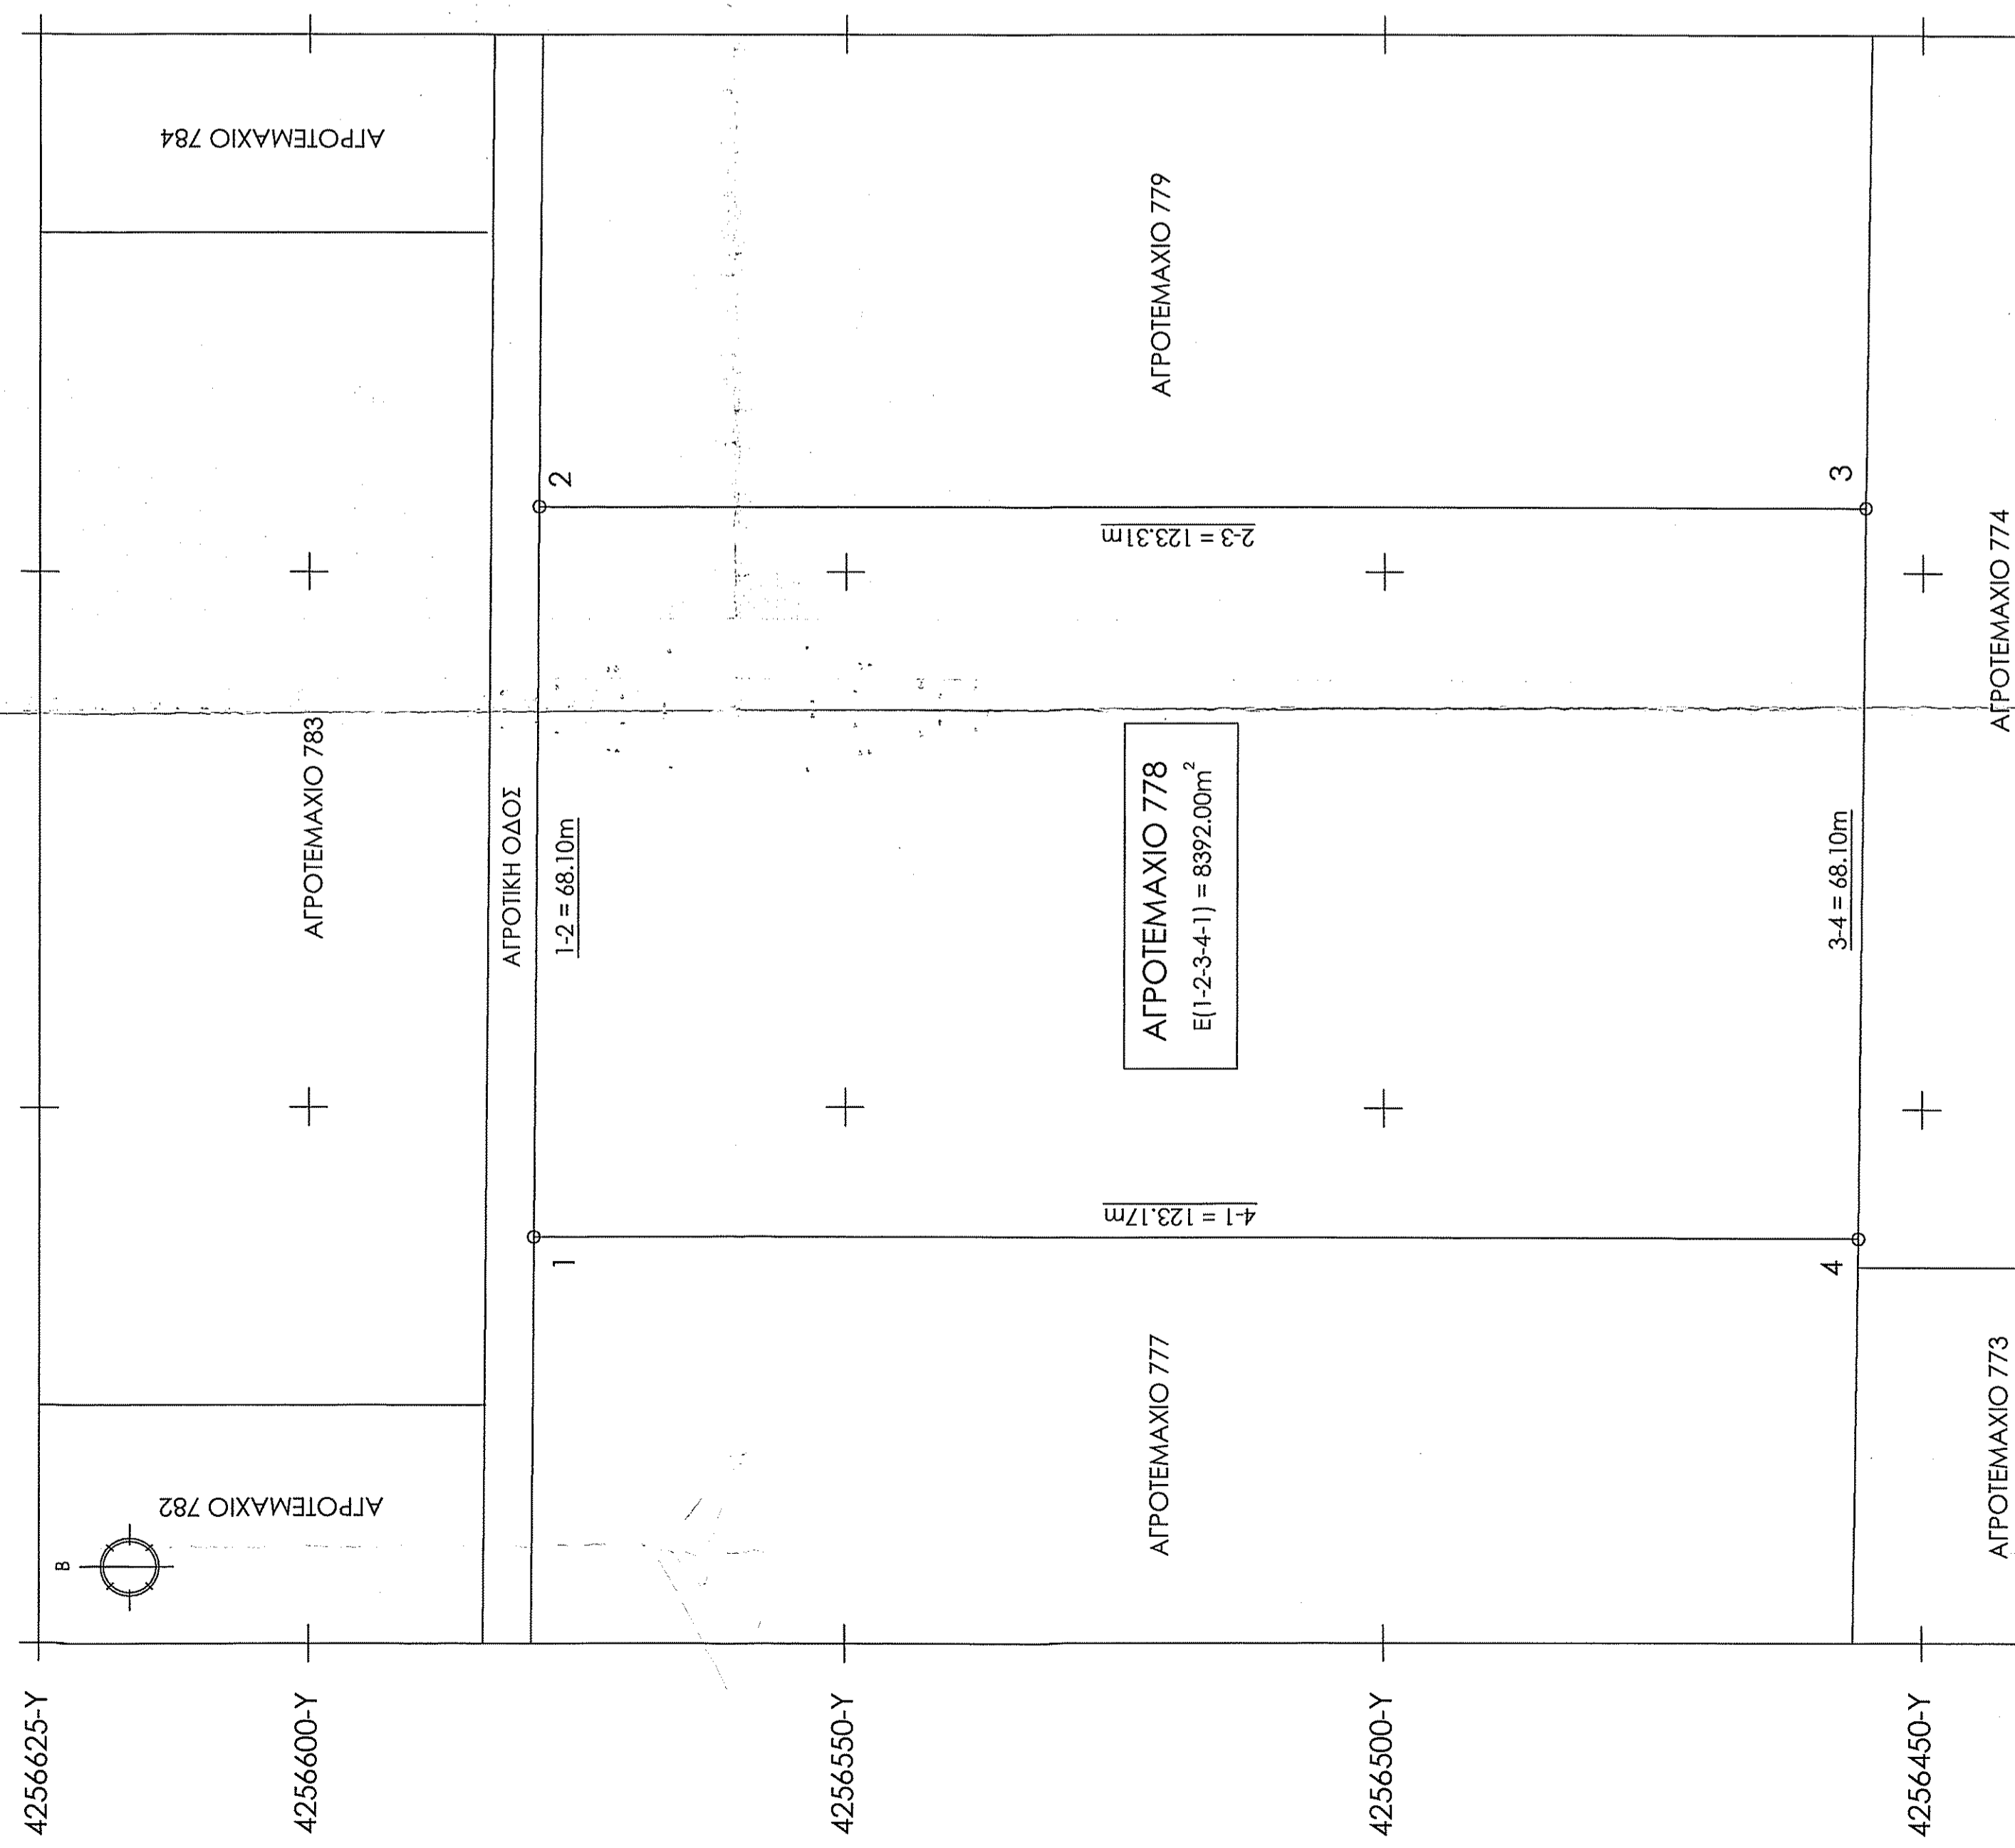 4256625-Y
4256600-Y
4256550-Y
4256500-Y
4256450-Y
B
ΑΓΡΟΤΕΜΑΧΙΟ 782
ΑΓΡΟΤΕΜΑΧΙΟ 783
ΑΓΡΟΤΕΜΑΧΙΟ 784
ΑΓΡΟΤΙΚΗ ΟΔΟΣ
1
1-2 = 68.10m
2
4-1 = 123.17m
2-3 = 123.31m
ΑΓΡΟΤΕΜΑΧΙΟ 777
ΑΓΡΟΤΕΜΑΧΙΟ 778
E(1-2-3-4-1) = 8392.00m²
ΑΓΡΟΤΕΜΑΧΙΟ 779
4
3-4 = 68.10m
3
ΑΓΡΟΤΕΜΑΧΙΟ 773
ΑΓΡΟΤΕΜΑΧΙΟ 774